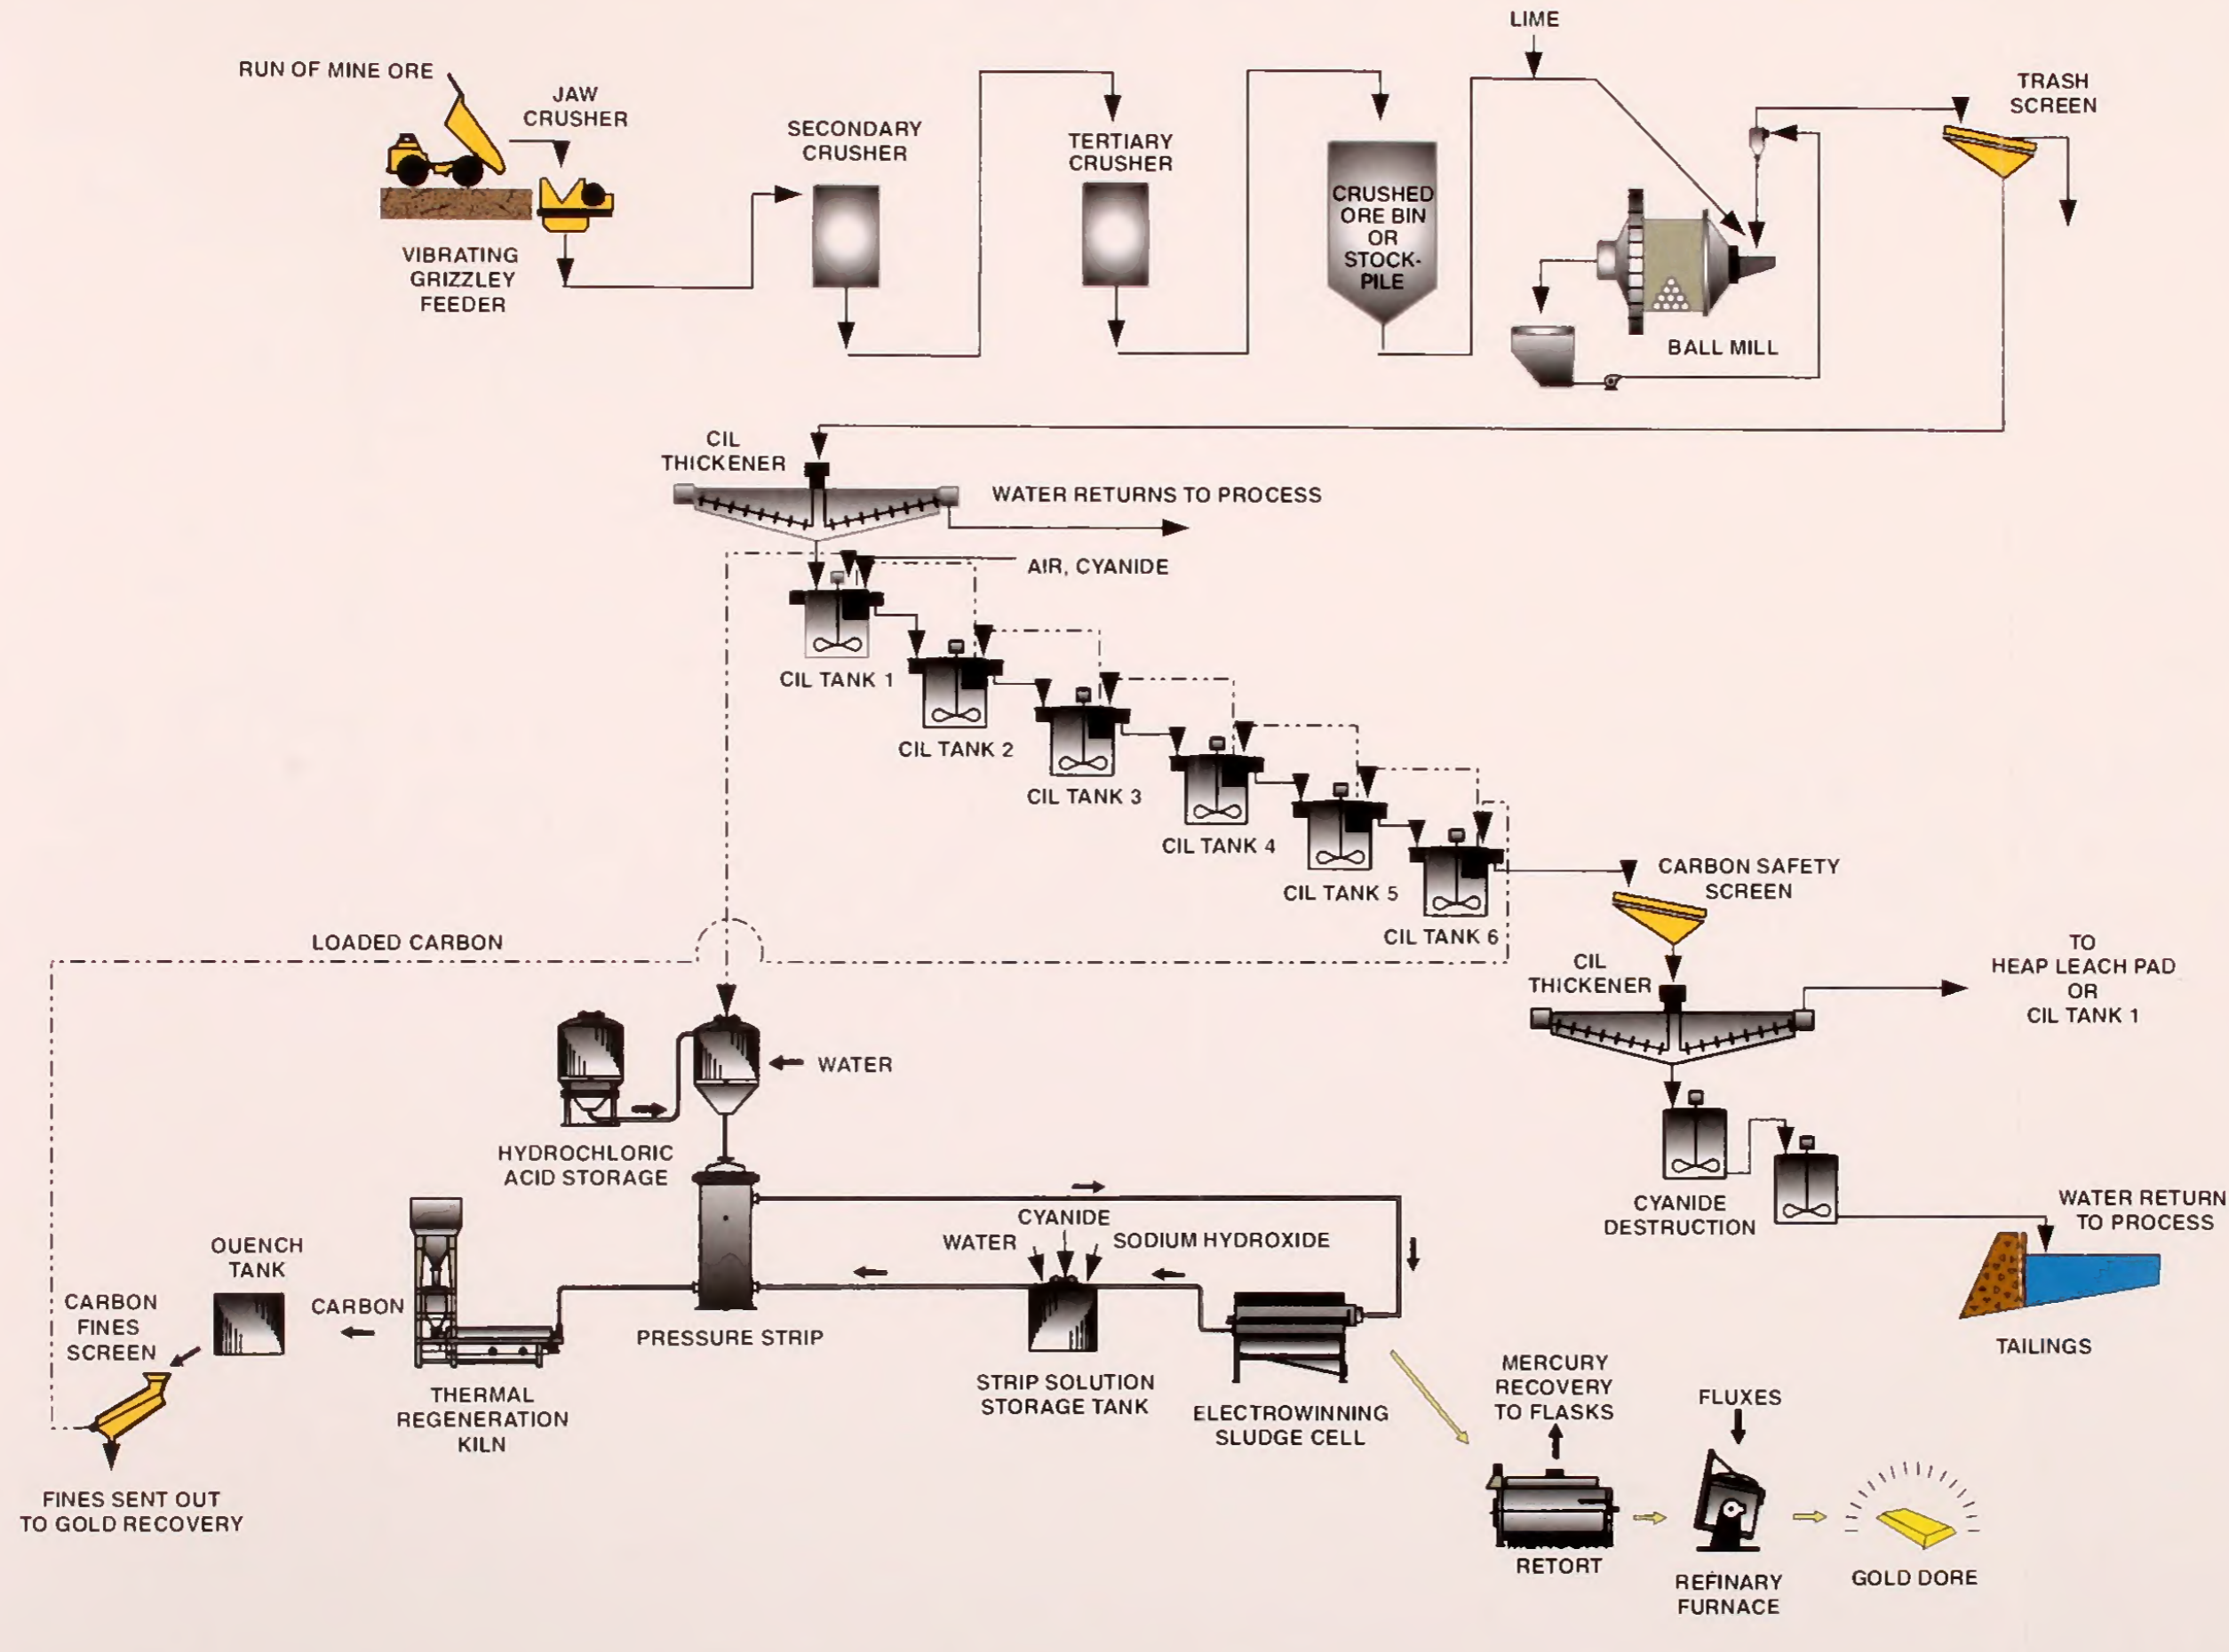 LIME
RUN OF MINE ORE
JAW
CRUSHER
TRASH
SCREEN
SECONDARY
CRUSHER
TERTIARY
CRUSHER
CRUSHED
ORE BIN
OR
STOCK-
PILE
VIBRATING
GRIZZLEY
FEEDER
BALL MILL
CIL
THICKENER
WATER RETURNS TO PROCESS
AIR, CYANIDE
CIL TANK 1
CIL TANK 2
CIL TANK 3
CIL TANK 4
CIL TANK 5
CIL TANK 6
CARBON SAFETY
SCREEN
LOADED CARBON
CIL
THICKENER
TO
HEAP LEACH PAD
OR
CIL TANK 1
WATER
HYDROCHLORIC
ACID STORAGE
CYANIDE
DESTRUCTION
WATER RETURN
TO PROCESS
TAILINGS
CYANIDE
WATER
SODIUM HYDROXIDE
OUENCH
TANK
CARBON
FINES
SCREEN
CARBON
PRESSURE STRIP
THERMAL
REGENERATION
KILN
STRIP SOLUTION
STORAGE TANK
ELECTROWINNING
SLUDGE CELL
MERCURY
RECOVERY
TO FLASKS
FLUXES
FINES SENT OUT
TO GOLD RECOVERY
RETORT
REFINARY
FURNACE
GOLD DORE